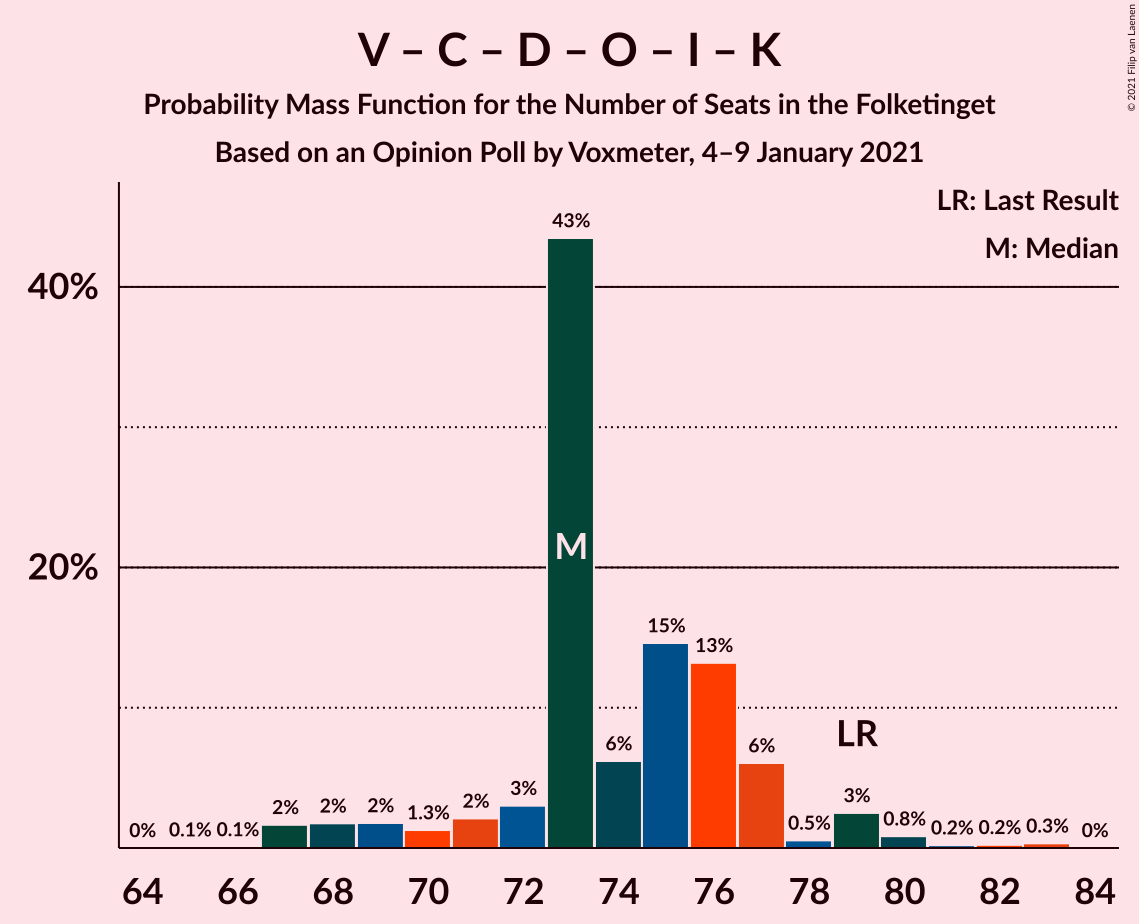 V – C – D – O – I – K
Probability Mass Function for the Number of Seats in the Folketinget
Based on an Opinion Poll by Voxmeter, 4–9 January 2021
© 2021 Filip van Laenen
LR: Last Result
M: Median
40%
20%
0%
0.1%
0.1%
2%
2%
2%
1.3%
2%
3%
43%
M
6%
15%
13%
6%
0.5%
LR
3%
0.8%
0.2%
0.2%
0.3%
0%
64 66 68 70 72 74 76 78 80 82 84